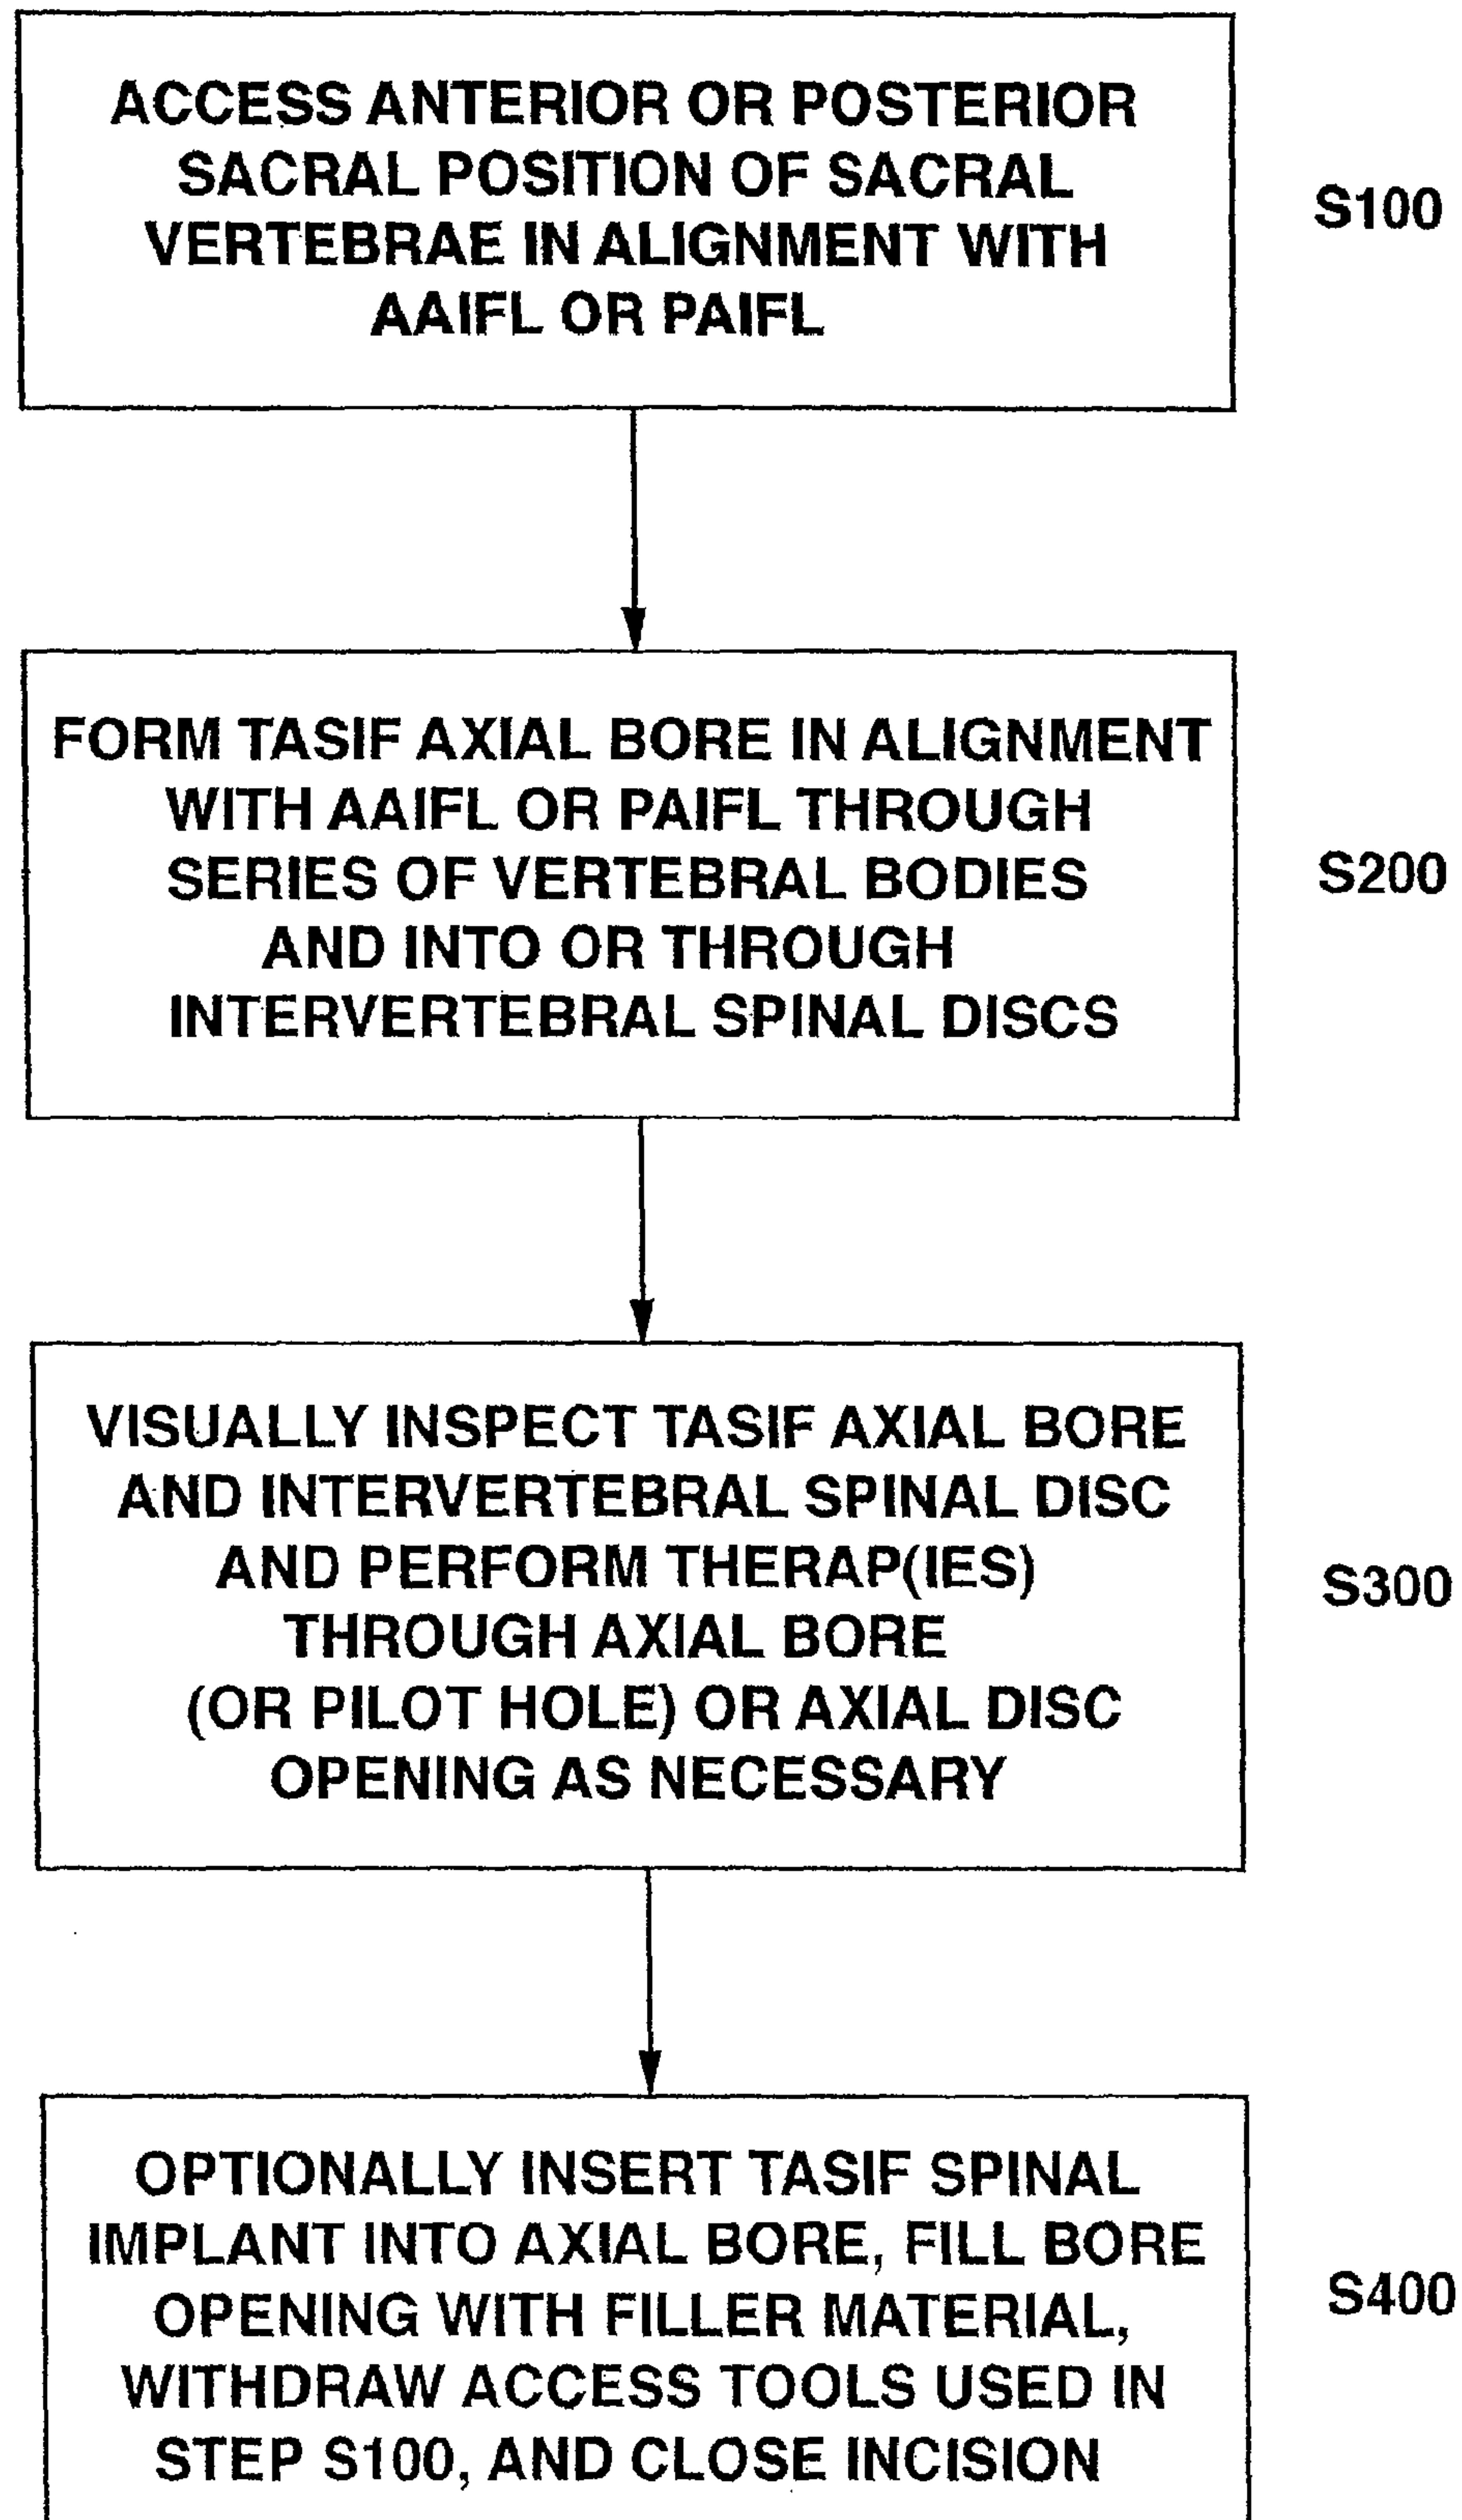 ACCESS ANTERIOR OR POSTERIOR
SACRAL POSITION OF SACRAL
VERTEBRAE IN ALIGNMENT WITH
AAIFL OR PAIFL
S100
FORM TASIF AXIAL BORE IN ALIGNMENT
WITH AAIFL OR PAIFL THROUGH
SERIES OF VERTEBRAL BODIES
AND INTO OR THROUGH
INTERVERTEBRAL SPINAL DISCS
S200
VISUALLY INSPECT TASIF AXIAL BORE
AND INTERVERTEBRAL SPINAL DISC
AND PERFORM THERAP(IES)
THROUGH AXIAL BORE
(OR PILOT HOLE) OR AXIAL DISC
OPENING AS NECESSARY
S300
OPTIONALLY INSERT TASIF SPINAL
IMPLANT INTO AXIAL BORE, FILL BORE
OPENING WITH FILLER MATERIAL,
WITHDRAW ACCESS TOOLS USED IN
STEP S100, AND CLOSE INCISION
S400